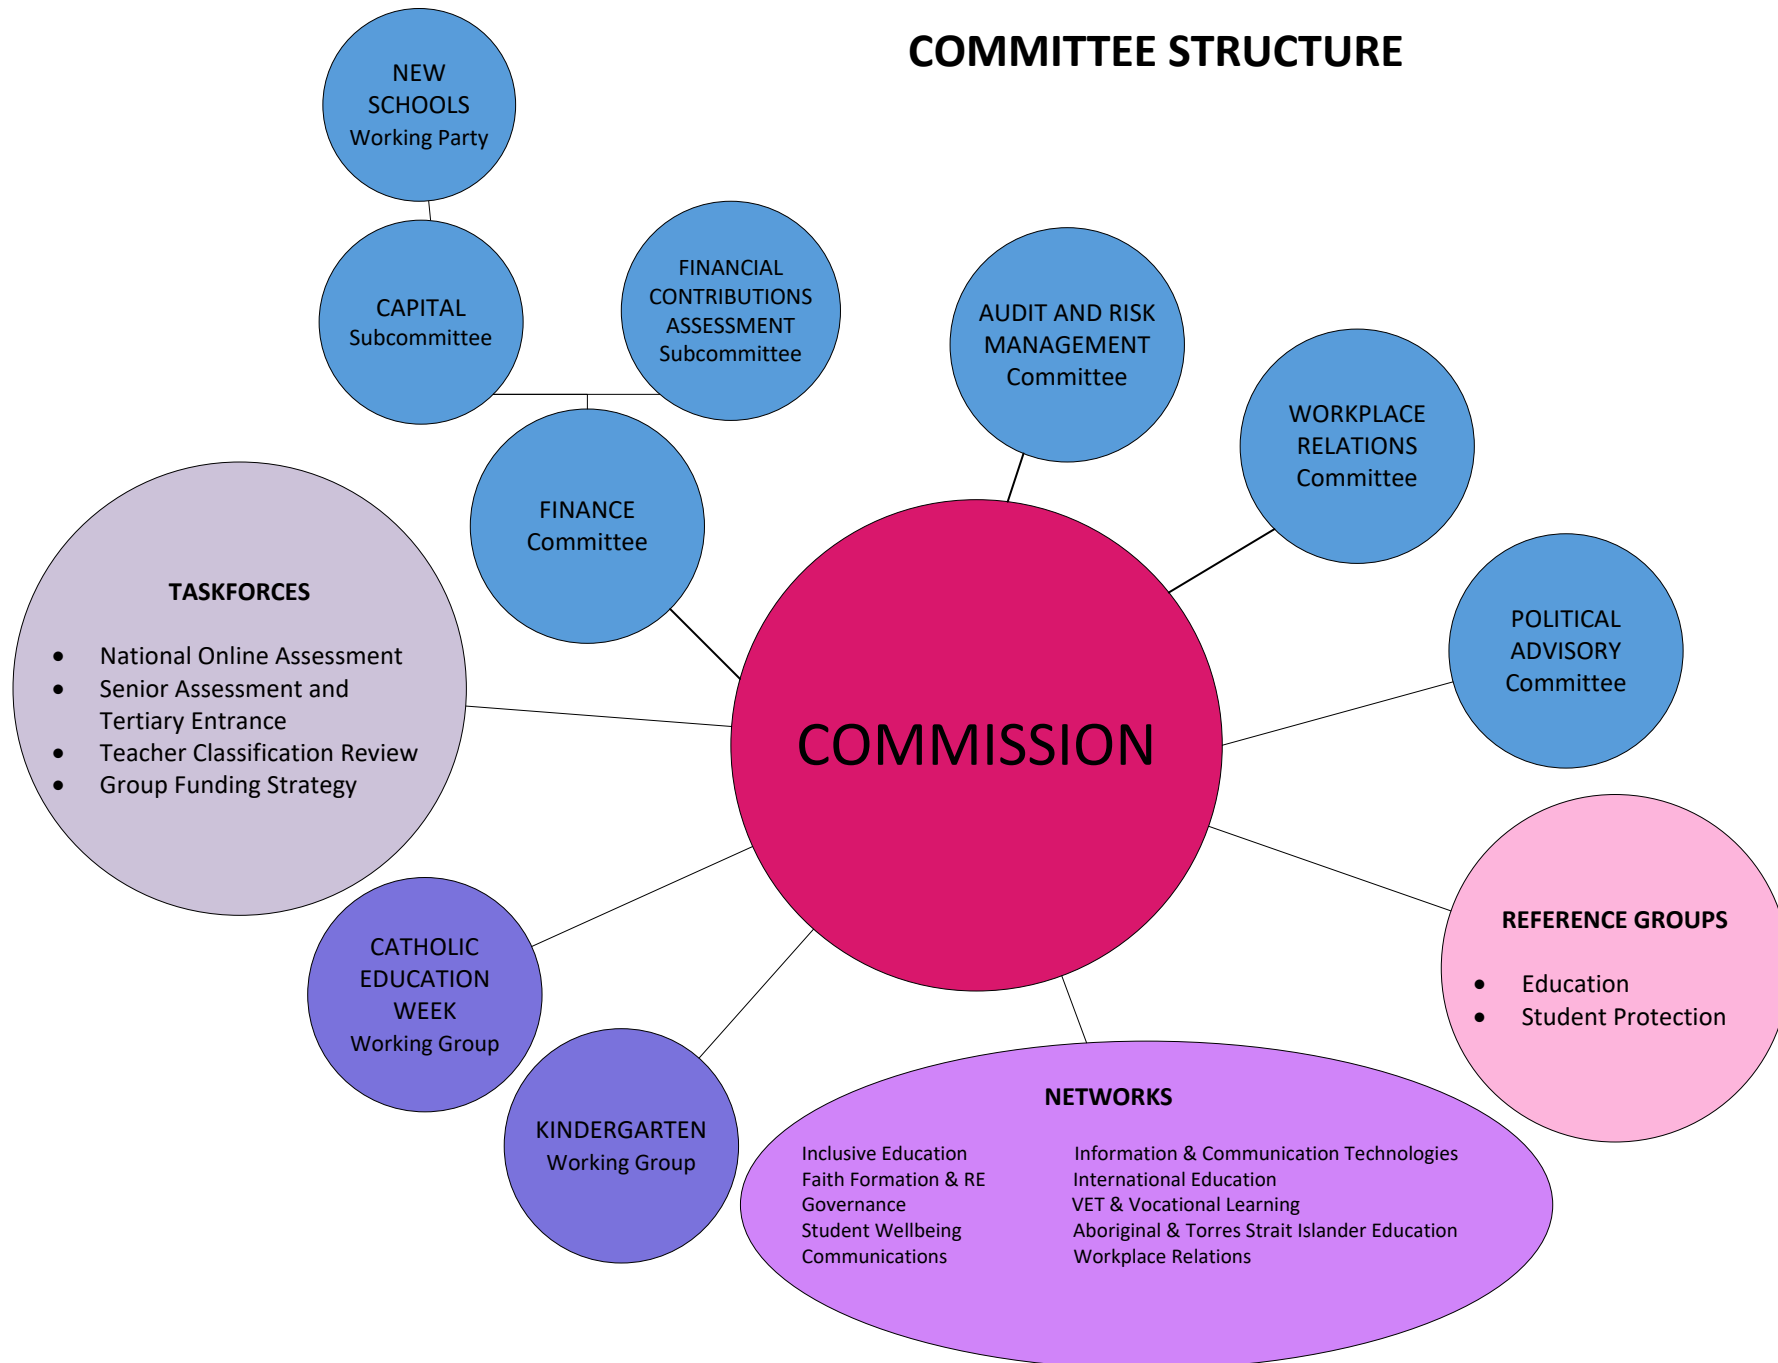 COMMITTEE STRUCTURE
NEW
SCHOOLS
Working Party
CAPITAL
Subcommittee
FINANCIAL
CONTRIBUTIONS
ASSESSMENT
Subcommittee
AUDIT AND RISK
MANAGEMENT
Committee
WORKPLACE
RELATIONS
Committee
FINANCE
Committee
POLITICAL
ADVISORY
Committee
TASKFORCES
• National Online Assessment
• Senior Assessment and
Tertiary Entrance
• Teacher Classification Review
• Group Funding Strategy
COMMISSION
REFERENCE GROUPS
• Education
• Student Protection
CATHOLIC
EDUCATION
WEEK
Working Group
KINDERGARTEN
Working Group
NETWORKS
Inclusive Education
Faith Formation & RE
Governance
Student Wellbeing
Communications
Information & Communication Technologies
International Education
VET & Vocational Learning
Aboriginal & Torres Strait Islander Education
Workplace Relations